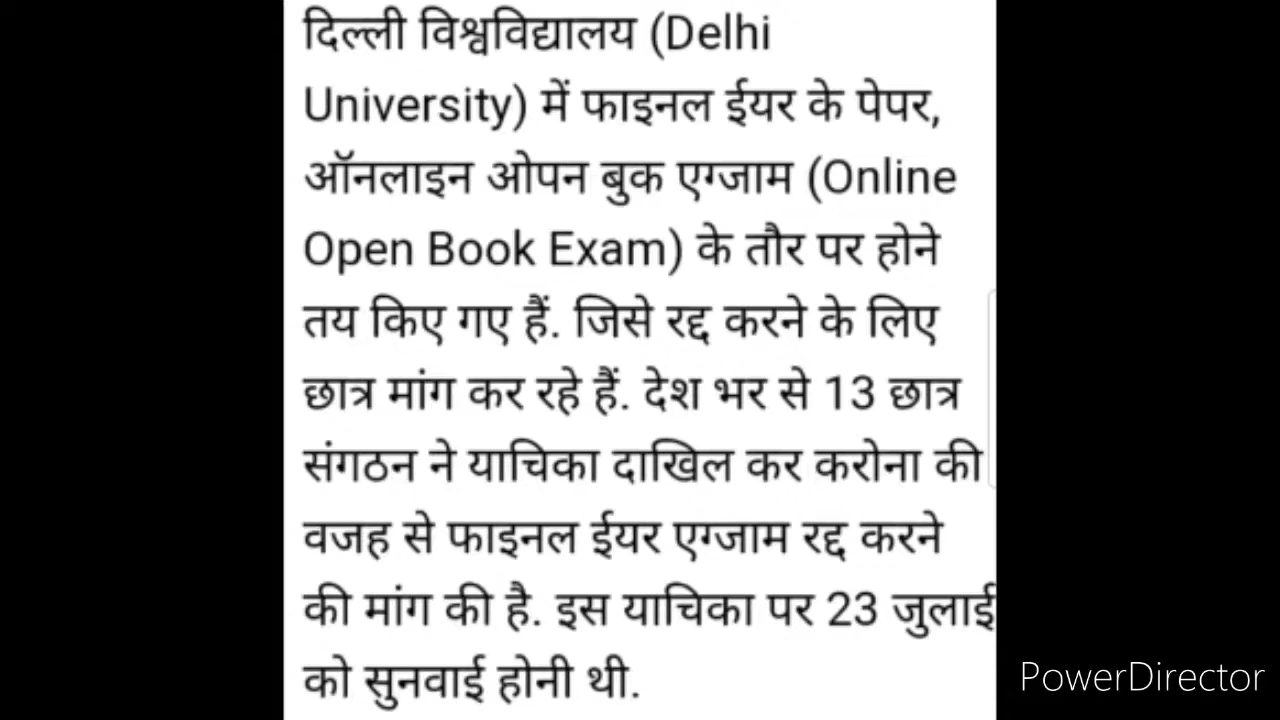 दिल्ली विश्वविद्यालय (Delhi
University) में फाइनल ईयर के पेपर,
ऑनलाइन ओपन बुक एग्जाम (Online
Open Book Exam) के तौर पर होने
तय किए गए हैं. जिसे रद्द करने के लिए
छात्र मांग कर रहे हैं. देश भर से 13 छात्र
संगठन ने याचिका दाखिल कर करोना की
वजह से फाइनल ईयर एग्जाम रद्द करने
की मांग की है. इस याचिका पर 23 जुलाई
को सुनवाई होनी थी.
PowerDirector